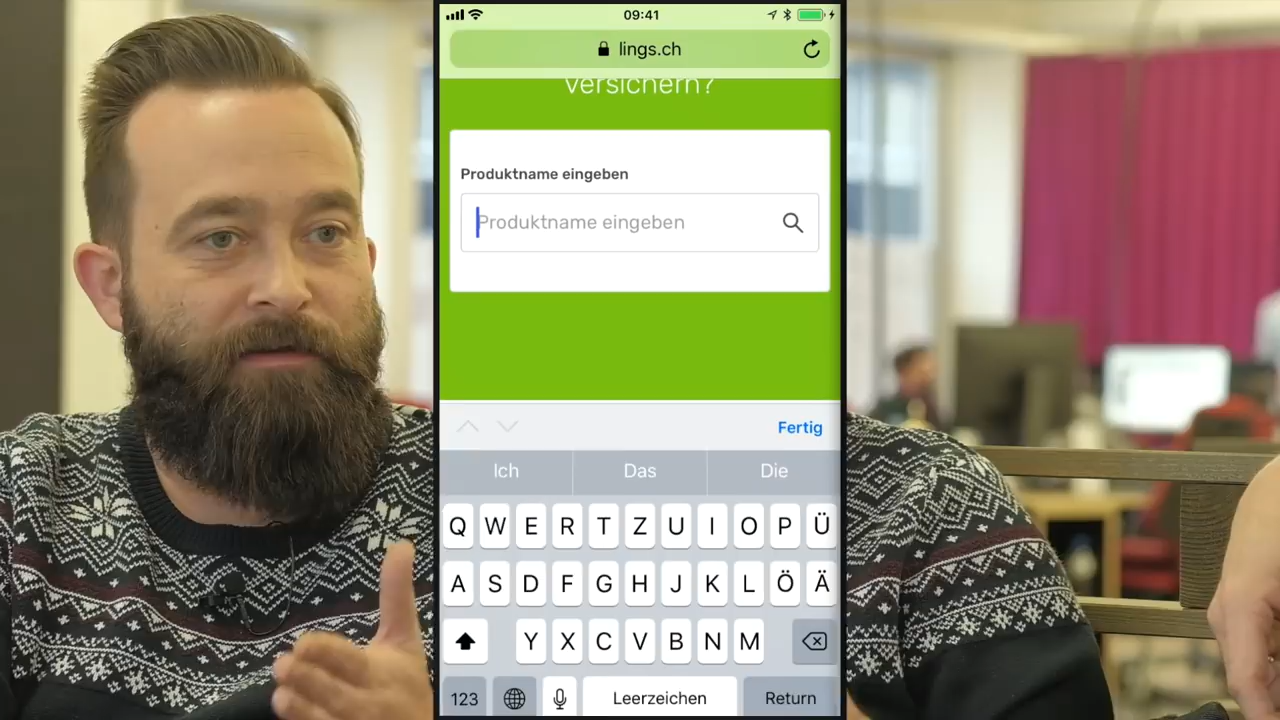 09:41
lings.ch
versichern?
Produktname eingeben
Produktname eingeben
Fertig
Ich Das Die
Q W E R T Z U I O P Ü
A S D F G H J K L Ö Ä
Y X C V B N M
123 Leerzeichen Return